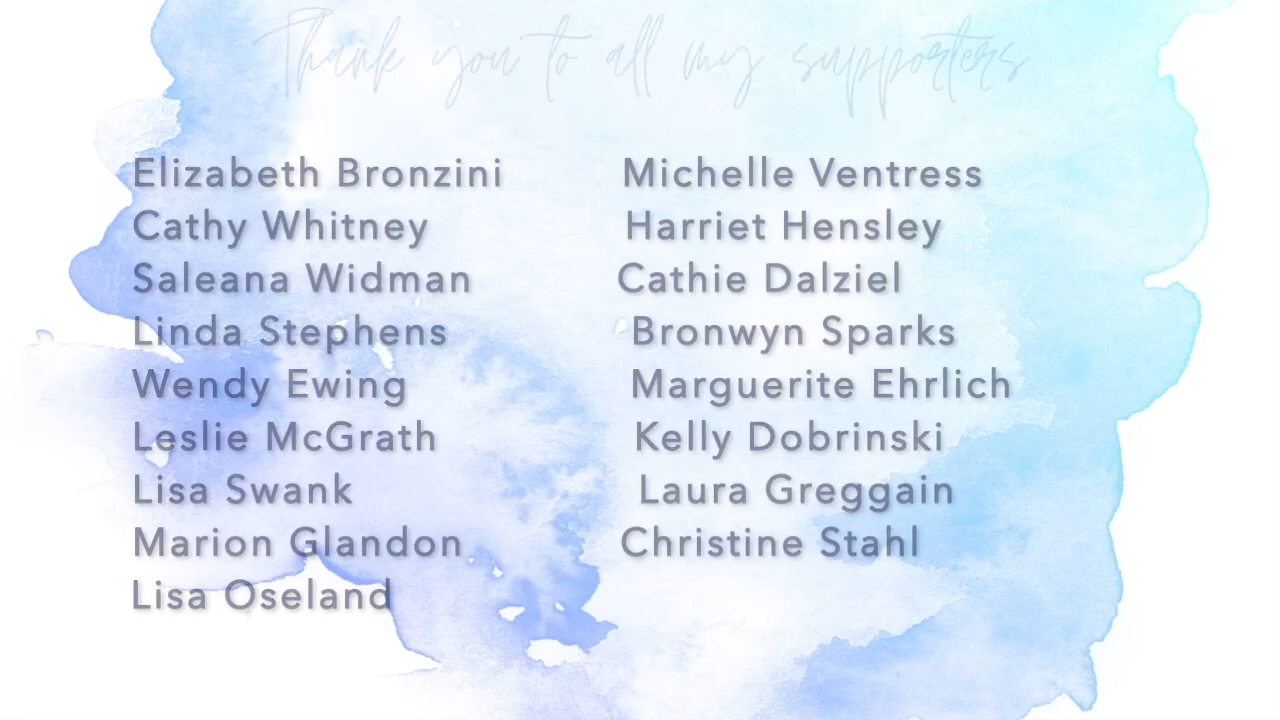 Thank you to all my supporters
Elizabeth Bronzini
Cathy Whitney
Saleana Widman
Linda Stephens
Wendy Ewing
Leslie McGrath
Lisa Swank
Marion Glandon
Lisa Oseland
Michelle Ventress
Harriet Hensley
Cathie Dalziel
Bronwyn Sparks
Marguerite Ehrlich
Kelly Dobrinski
Laura Greggain
Christine Stahl